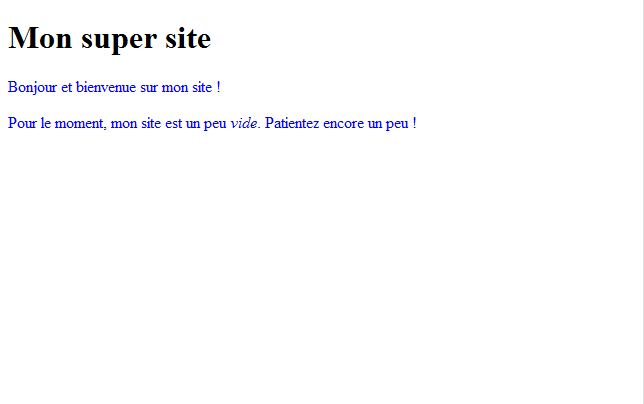 Mon super site
Bonjour et bienvenue sur mon site !
Pour le moment, mon site est un peu vide. Patientez encore un peu !